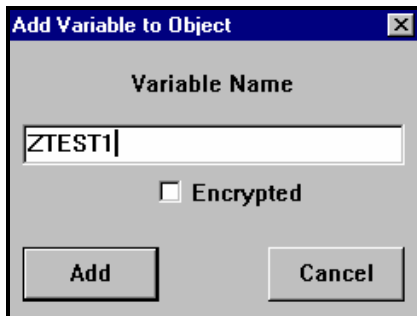 Add Variable to Object
Variable Name
ZTEST1
Encrypted
Add Cancel